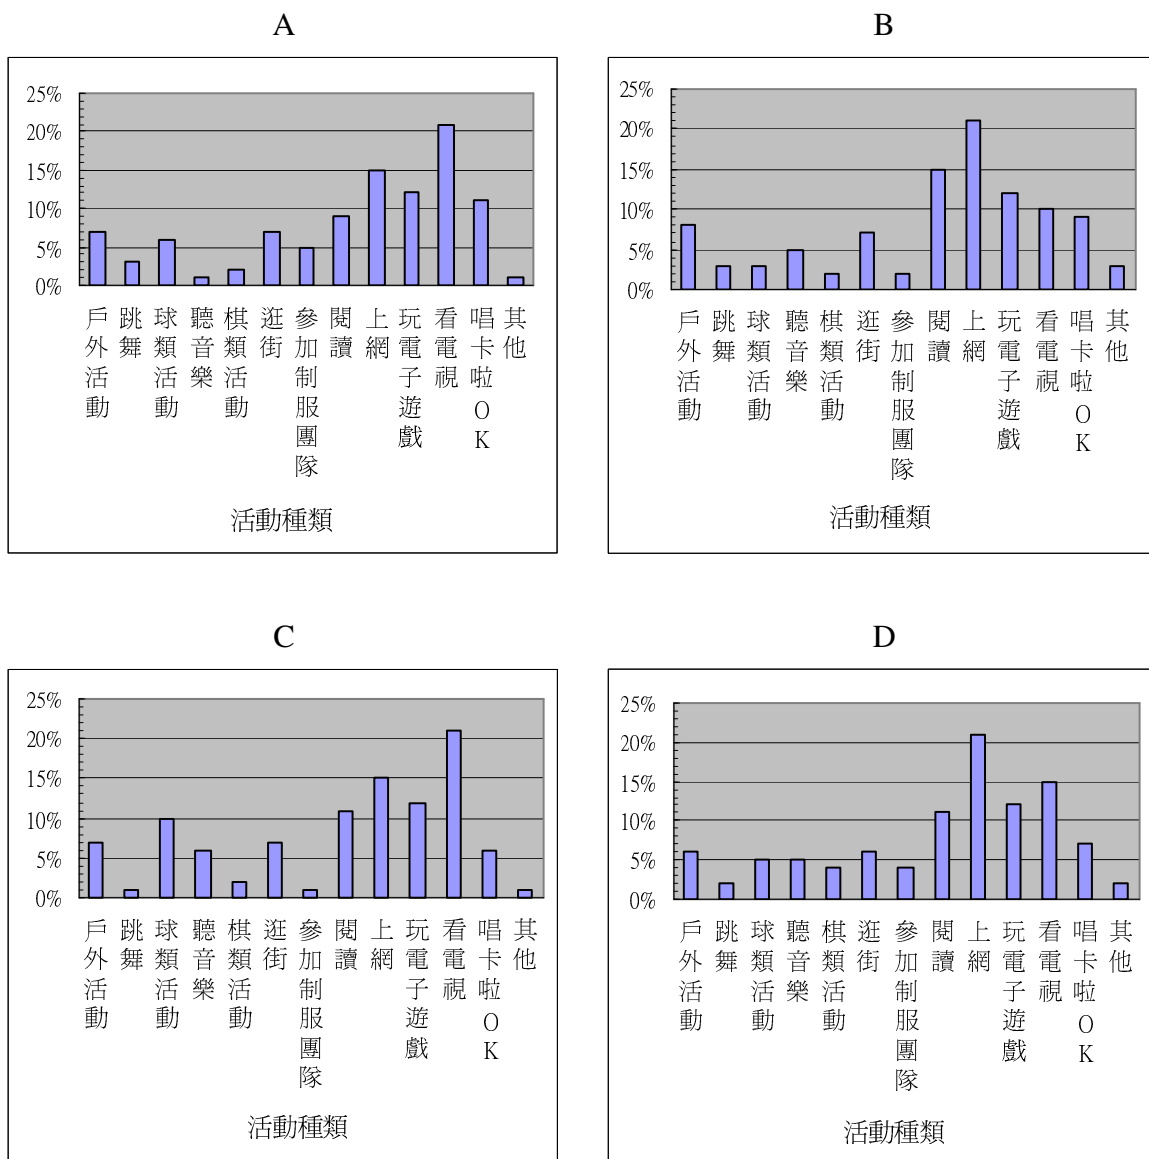 A
25%
20%
15%
10%
5%
0%
戶外活動
跳舞
球類活動
聽音樂
棋類活動
逛街
參加制服團隊
閱讀
上網
玩電子遊戲
看電視
唱卡啦OK
其他
活動種類
B
25%
20%
15%
10%
5%
0%
戶外活動
跳舞
球類活動
聽音樂
棋類活動
逛街
參加制服團隊
閱讀
上網
玩電子遊戲
看電視
唱卡啦OK
其他
活動種類
C
25%
20%
15%
10%
5%
0%
戶外活動
跳舞
球類活動
聽音樂
棋類活動
逛街
參加制服團隊
閱讀
上網
玩電子遊戲
看電視
唱卡啦OK
其他
活動種類
D
25%
20%
15%
10%
5%
0%
戶外活動
跳舞
球類活動
聽音樂
棋類活動
逛街
參加制服團隊
閱讀
上網
玩電子遊戲
看電視
唱卡啦OK
其他
活動種類